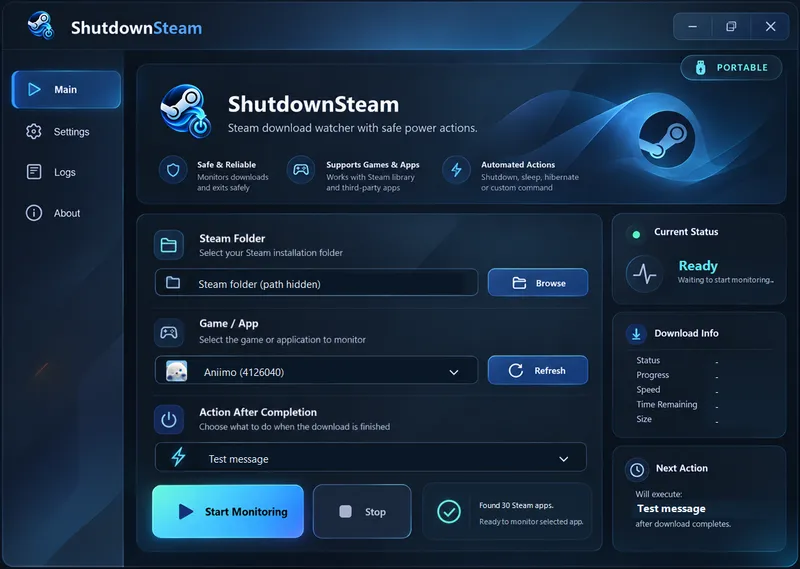 ShutdownSteam
PORTABLE
Main
Settings
Logs
About
ShutdownSteam
Steam download watcher with safe power actions.
Safe & Reliable
Monitors downloads
and exits safely
Supports Games & Apps
Works with Steam library
and third-party apps
Automated Actions
Shutdown, sleep, hibernate
or custom command
Steam Folder
Select your Steam installation folder
Steam folder (path hidden)
Browse
Game / App
Select the game or application to monitor
Aniimo (4126040)
Refresh
Action After Completion
Choose what to do when the download is finished
Test message
Start Monitoring
Stop
Found 30 Steam apps.
Ready to monitor selected app.
Current Status
Ready
Waiting to start monitoring..
Download Info
Status -
Progress -
Speed -
Time Remaining -
Size -
Next Action
Will execute:
Test message
after download completes.